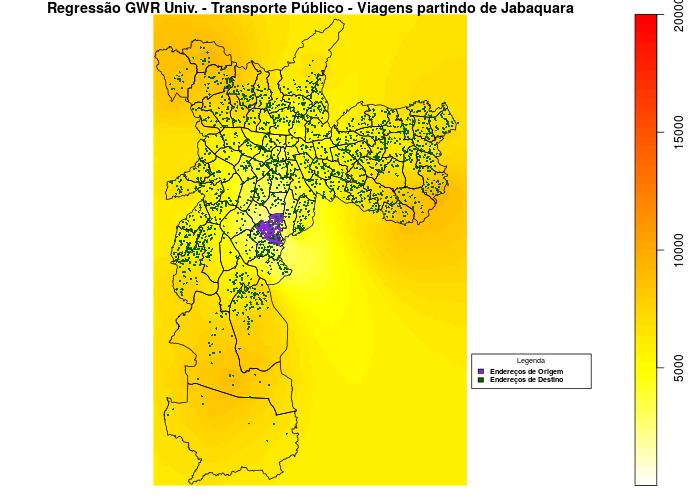 Regressão GWR Univ. - Transporte Público - Viagens partindo de Jabaquara
20000
15000
10000
5000
Legenda
Endereços de Origem
Endereços de Destino